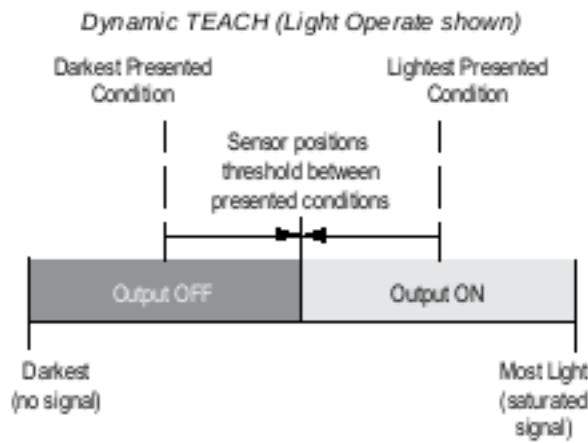 Dynamic TEACH (Light Operate shown)
Darkest Presented
Condition
Lightest Presented
Condition
Sensor positions
threshold between
presented conditions
Output OFF
Output ON
Darkest
(no signal)
Most Light
(saturated
signal)